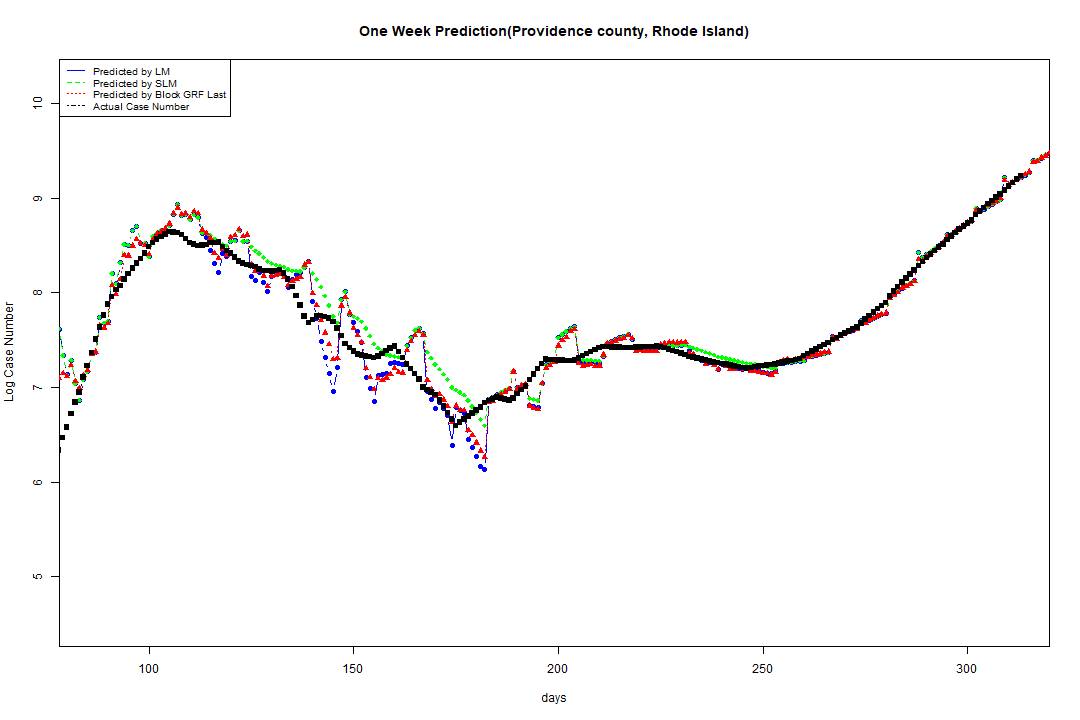 One Week Prediction(Providence county, Rhode Island)
Predicted by LM
Predicted by SLM
Predicted by Block GRF Last
Actual Case Number
10
9
8
7
6
5
Log Case Number
100 150 200 250 300
days